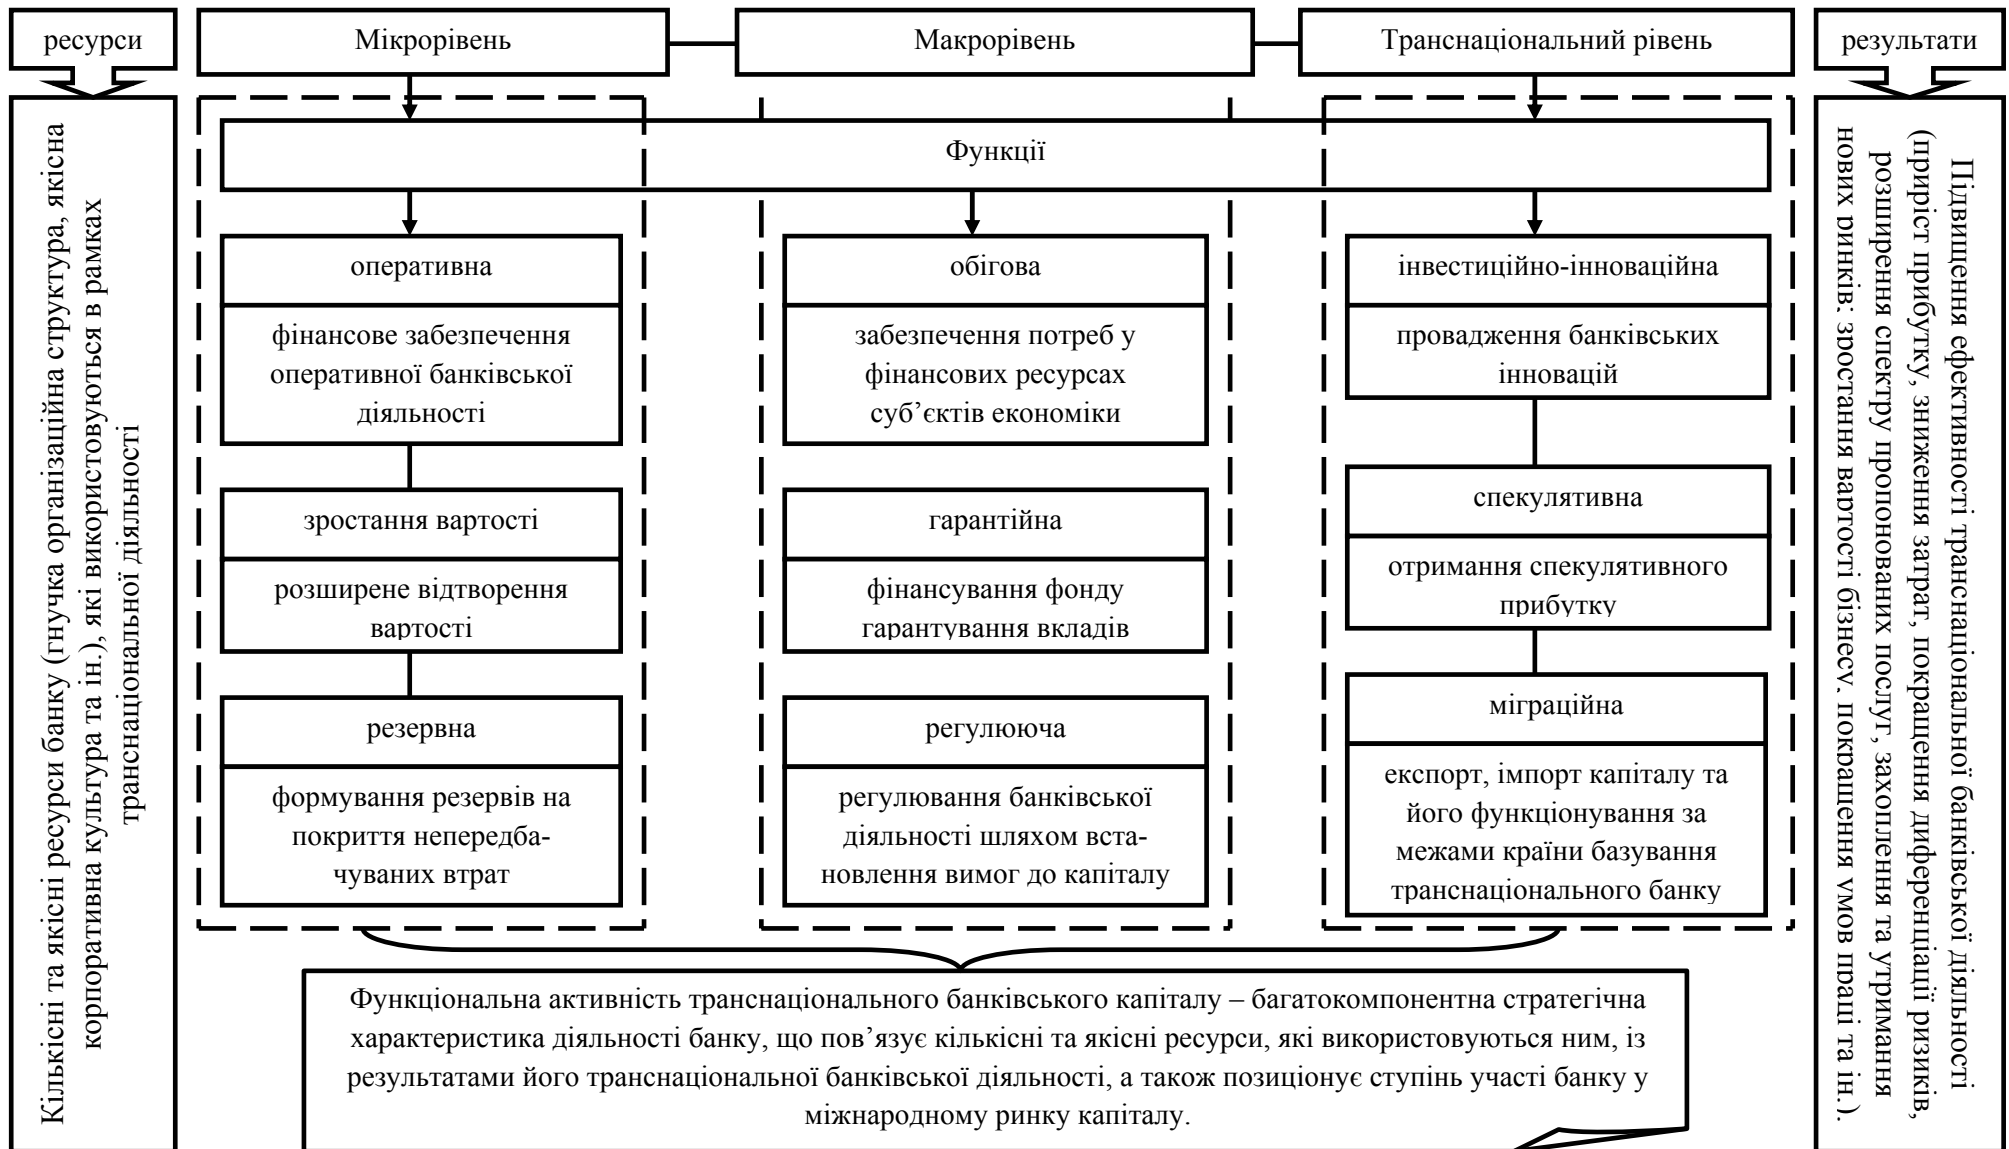 ресурси
Мікрорівень
Макрорівень
Транснаціональний рівень
результати
Кількісні та якісні ресурси банку (гнучка організаційна структура, якісна
корпоративна культура та ін.), які використовуються в рамках
транснаціональної діяльності
Функції
оперативна
фінансове забезпечення
оперативної банківської
діяльності
зростання вартості
розширене відтворення
вартості
резервна
формування резервів на
покриття непередба-
чуваних втрат
обігова
забезпечення потреб у
фінансових ресурсах
суб’єктів економіки
гарантійна
фінансування фонду
гарантування вкладів
регулююча
регулювання банківської
діяльності шляхом вста-
новлення вимог до капіталу
інвестиційно-інноваційна
провадження банківських
інновацій
спекулятивна
отримання спекулятивного
прибутку
міграційна
експорт, імпорт капіталу та
його функціонування за
межами країни базування
транснаціонального банку
Підвищення ефективності транснаціональної банківської діяльності
(приріст прибутку, зниження затрат, покращення диференціації ризиків,
розширення спектру пропонованих послуг, захоплення та утримання
нових ринків; зростання вартості бізнесу, покращення умов праці та ін.).
Функціональна активність транснаціонального банківського капіталу – багатокомпонентна стратегічна
характеристика діяльності банку, що пов’язує кількісні та якісні ресурси, які використовуються ним, із
результатами його транснаціональної банківської діяльності, а також позиціонує ступінь участі банку у
міжнародному ринку капіталу.